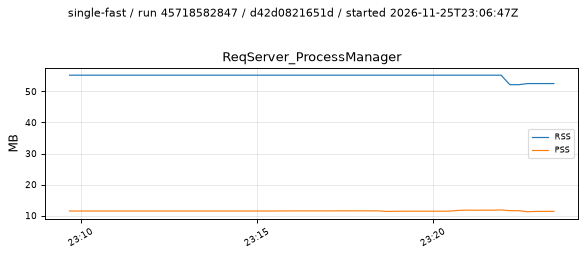 single-fast / run 45718582847 / d42d0821651d / started 2026-11-25T23:06:47Z
ReqServer_ProcessManager
MB
50
40
30
20
10
RSS
PSS
23:10
23:15
23:20